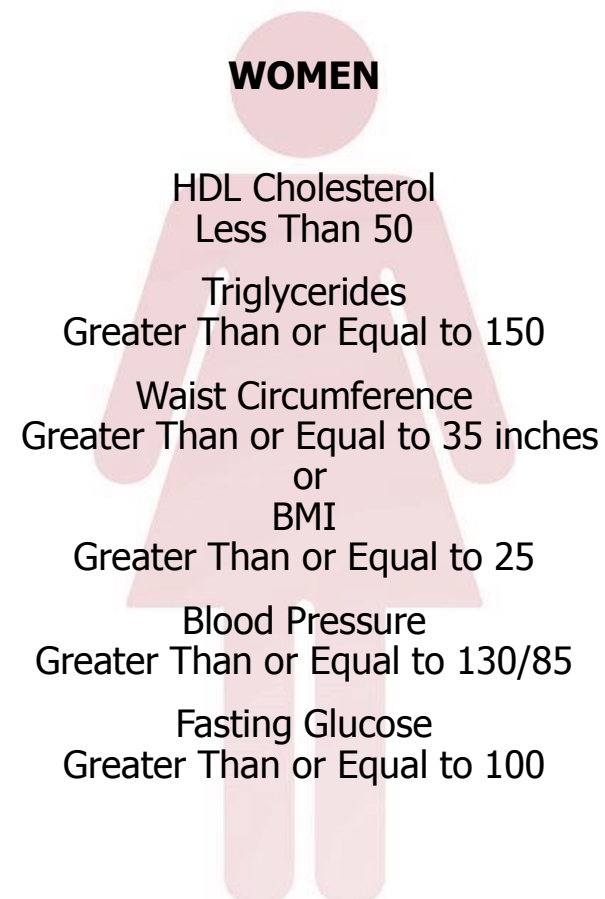 WOMEN
HDL Cholesterol
Less Than 50
Triglycerides
Greater Than or Equal to 150
Waist Circumference
Greater Than or Equal to 35 inches
or
BMI
Greater Than or Equal to 25
Blood Pressure
Greater Than or Equal to 130/85
Fasting Glucose
Greater Than or Equal to 100